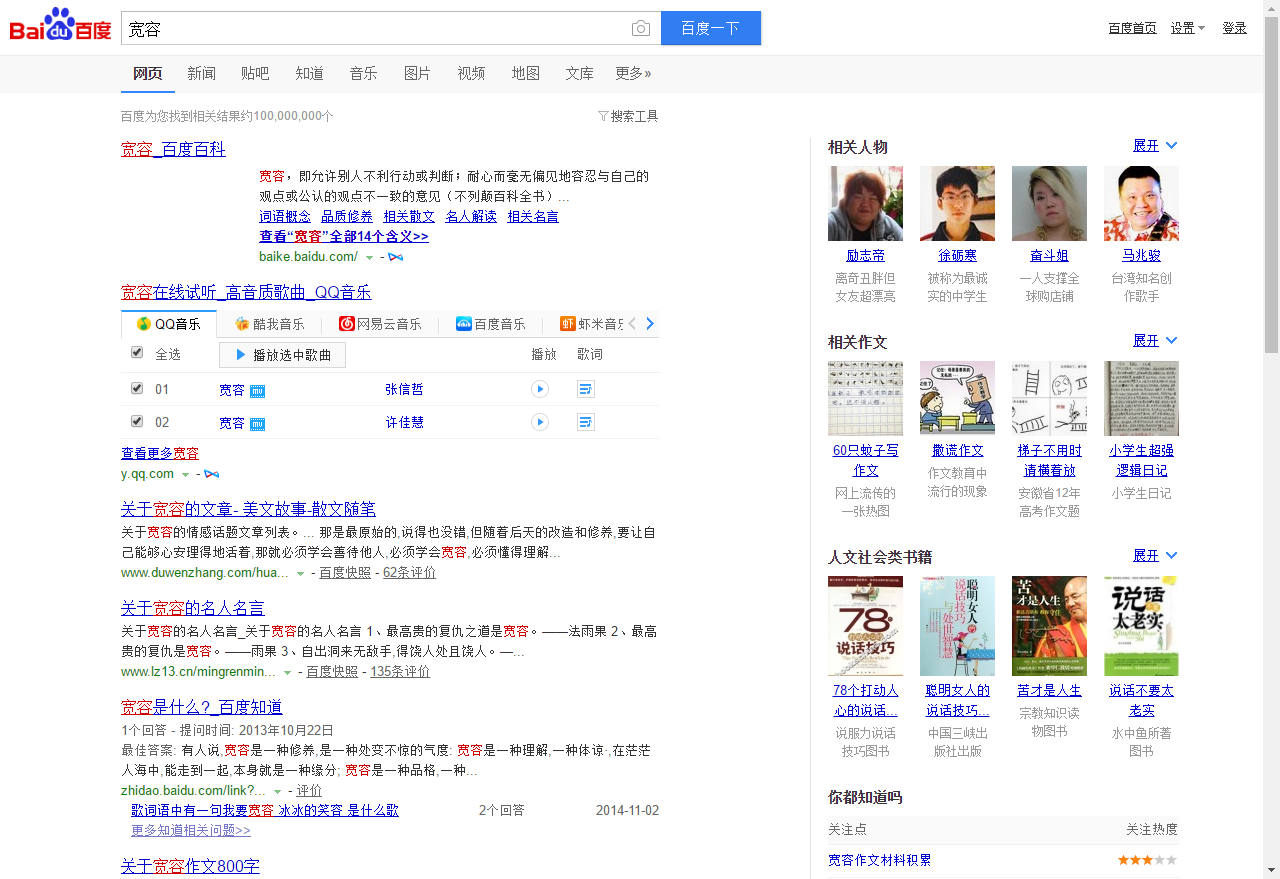 Bai du 百度
宽容
百度一下
百度首页 设置 登录
网页 新闻 贴吧 知道 音乐 图片 视频 地图 文库 更多»
百度为您找到相关结果约100,000,000个
搜索工具
宽容_百度百科
宽容，即允许别人不利行动或判断；耐心而毫无偏见地容忍与自己的
观点或公认的观点不一致的意见（不列颠百科全书）...
词语概念 品质修养 相关散文 名人解读 相关名言
查看“宽容”全部14个含义>>
baike.baidu.com/ -
宽容在线试听_高音质歌曲_QQ音乐
QQ音乐 酷我音乐 网易云音乐 百度音乐 虾米音乐
全选 播放选中歌曲 播放 歌词
01 宽容 MV 张信哲
02 宽容 MV 许佳慧
查看更多宽容
y.qq.com -
关于宽容的文章- 美文故事-散文随笔
关于宽容的情感话题文章列表。... 那是最原始的,说得也没错,但随着后天的改造和修养,要让自
己能够心安理得地活着,那就必须学会善待他人,必须学会宽容,必须懂得理解...
www.duwenzhang.com/hua... - 百度快照 - 62条评价
关于宽容的名人名言
关于宽容的名人名言_关于宽容的名人名言 1、最高贵的复仇之道是宽容。——法雨果 2、最高
贵的复仇是宽容。——雨果 3、自出洞来无敌手,得饶人处且饶人。—...
www.lz13.cn/mingrenmin... - 百度快照 - 135条评价
宽容是什么?_百度知道
1个回答 - 提问时间: 2013年10月22日
最佳答案: 有人说,宽容是一种修养,是一种处变不惊的气度: 宽容是一种理解,一种体谅·,在茫茫
人海中,能走到一起,本身就是一种缘分; 宽容是一种品格,一种...
zhidao.baidu.com/link?... - 评价
歌词语中有一句我要宽容 冰冰的笑容 是什么歌 2个回答 2014-11-02
更多知道相关问题>>
关于宽容作文800字
相关人物 展开
励志帝 徐砺寒 奋斗姐 马兆骏
离奇丑胖但 被称为最诚 一人支撑全 台湾知名创
女友超漂亮 实的中学生 球购店铺 作歌手
相关作文 展开
60只蚊子写 撒谎作文 梯子不用时 小学生超强
作文 请横着放 逻辑日记
网上流传的 作文教育中 安徽省12年 小学生日记
一张热图 流行的现象 高考作文题
人文社会类书籍 展开
78个
说话技巧
聪明女人的
说话技巧
与处世智慧
苦
才是人生
说话
太老实
78个打动人 聪明女人的 苦才是人生 说话不要太
心的说话... 说话技巧... 老实
说服力说话 中国三峡出 宗教知识读 水中鱼所著
技巧图书 版社出版 物图书 图书
你都知道吗
关注点 关注热度
宽容作文材料积累